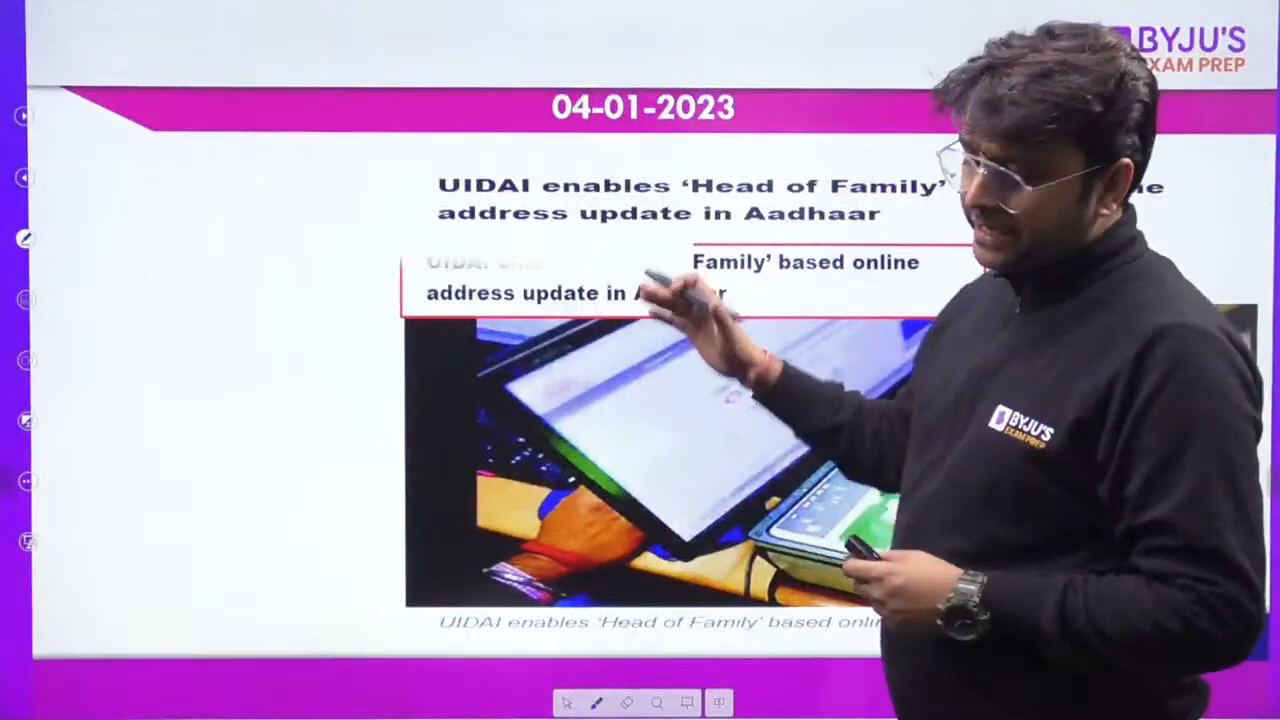 BYJU'S
EXAM PREP
04-01-2023
UIDAI enables ‘Head of Family’
address update in Aadhaar
UIDAI Family’ based online
address update in
BYJU'S
EXAM PREP
UIDAI enables ‘Head of Family’ based